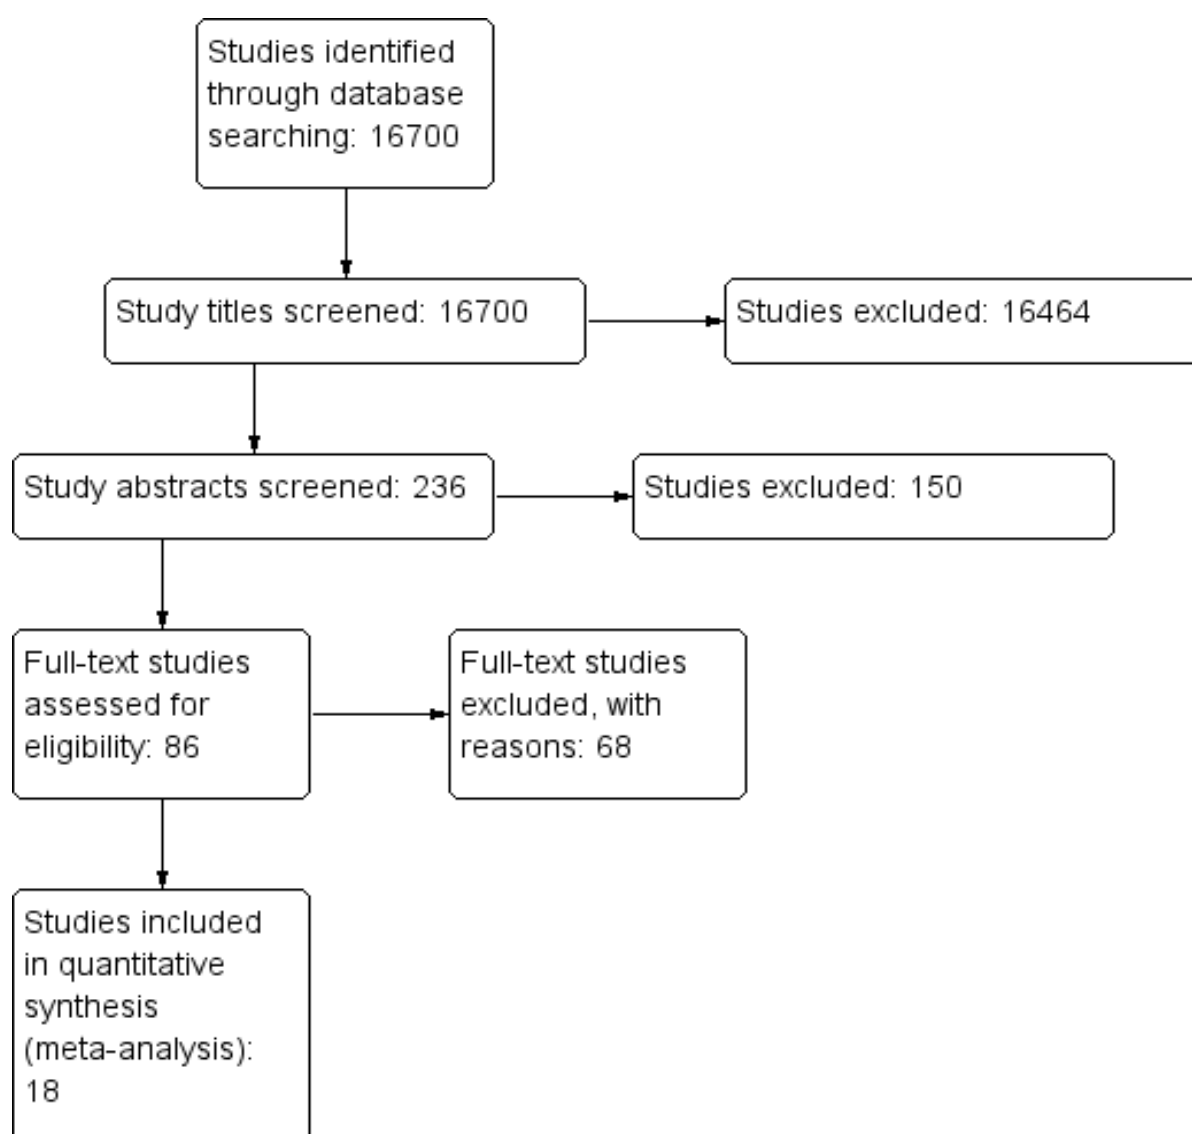 Studies identified
through database
searching: 16700
Study titles screened: 16700
Studies excluded: 16464
Study abstracts screened: 236
Studies excluded: 150
Full-text studies
assessed for
eligibility: 86
Full-text studies
excluded, with
reasons: 68
Studies included
in quantitative
synthesis
(meta-analysis):
18